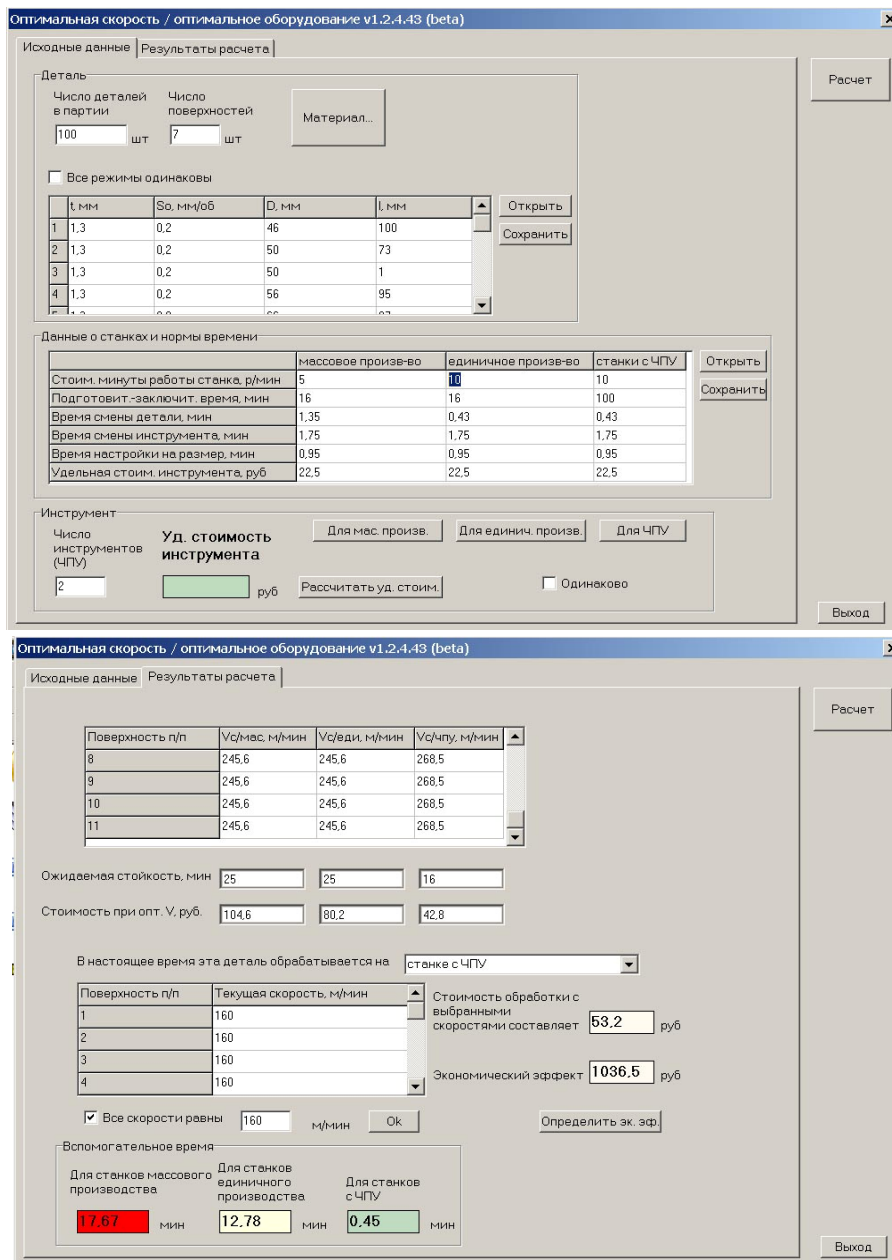 Оптимальная скорость / оптимальное оборудование v1.2.4.43 (beta)
Исходные данные Результаты расчета
Расчет
Деталь
Число деталей в партии
100 шт
Число поверхностей
7 шт
Материал...
Все режимы одинаковы
t, мм So, мм/об D, мм l, мм
1 1,3 0,2 46 100
2 1,3 0,2 50 73
3 1,3 0,2 50 1
4 1,3 0,2 56 95
Открыть
Сохранить
Данные о станках и нормы времени
массовое произв-во единичное произв-во станки с ЧПУ
Стоим. минуты работы станка, р/мин 5 10 10
Подготовит.-заключит. время, мин 16 16 100
Время смены детали, мин 1,35 0,43 0,43
Время смены инструмента, мин 1,75 1,75 1,75
Время настройки на размер, мин 0,95 0,95 0,95
Удельная стоим. инструмента, руб 22,5 22,5 22,5
Открыть
Сохранить
Инструмент
Число инструментов (ЧПУ)
2
Уд. стоимость инструмента
руб
Для мас. произв. Для единич. произв. Для ЧПУ
Рассчитать уд. стоим.
Одинаково
Выход
Оптимальная скорость / оптимальное оборудование v1.2.4.43 (beta)
Исходные данные Результаты расчета
Расчет
Поверхность п/п Vс/мас, м/мин Vс/еди, м/мин Vс/чпу, м/мин
8 245,6 245,6 268,5
9 245,6 245,6 268,5
10 245,6 245,6 268,5
11 245,6 245,6 268,5
Ожидаемая стойкость, мин 25 25 16
Стоимость при опт. V, руб. 104,6 80,2 42,8
В настоящее время эта деталь обрабатывается на станке с ЧПУ
Поверхность п/п Текущая скорость, м/мин
1 160
2 160
3 160
4 160
Стоимость обработки с выбранными скоростями составляет 53,2 руб
Экономический эффект 1036,5 руб
Все скорости равны 160 м/мин Ok
Определить эк. эф.
Вспомогательное время
Для станков массового производства
17,67 мин
Для станков единичного производства
12,78 мин
Для станков с ЧПУ
0,45 мин
Выход